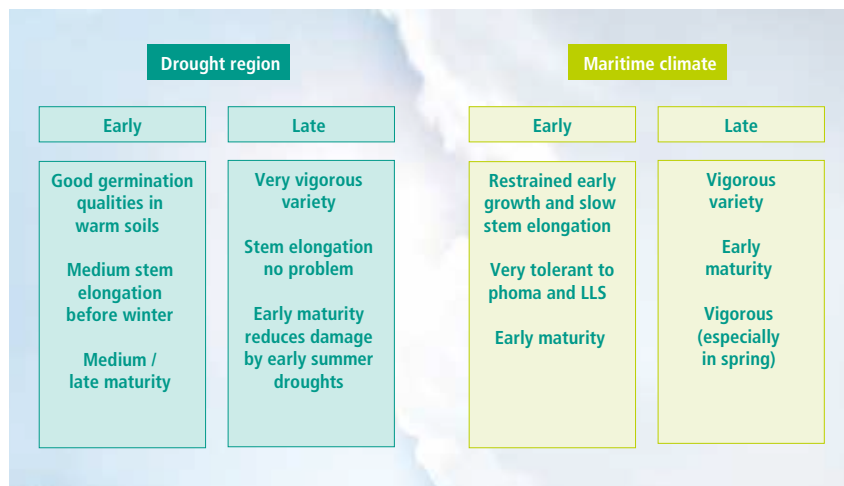 Drought region
Early
Good germination
qualities in
warm soils
Medium stem
elongation
before winter
Medium /
late maturity
Late
Very vigorous
variety
Stem elongation
no problem
Early maturity
reduces damage
by early summer
droughts
Maritime climate
Early
Restrained early
growth and slow
stem elongation
Very tolerant to
phoma and LLS
Early maturity
Late
Vigorous
variety
Early
maturity
Vigorous
(especially
in spring)